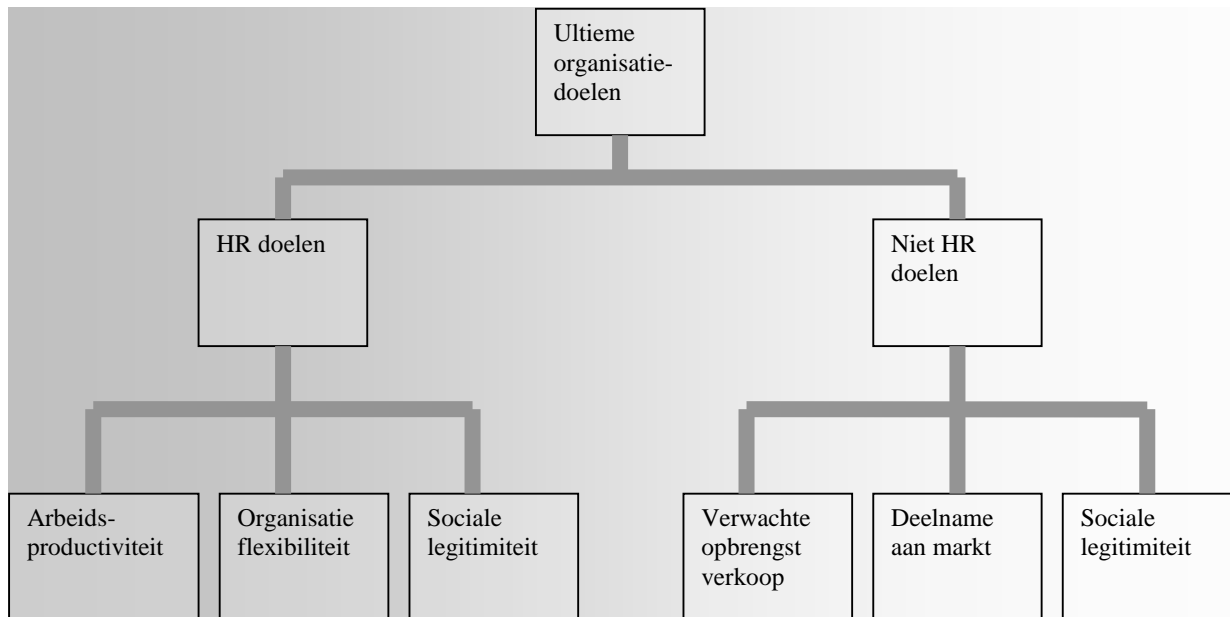 Ultieme
organisatie-
doelen
HR doelen
Niet HR
doelen
Arbeids-
productiviteit
Organisatie
flexibiliteit
Sociale
legitimiteit
Verwachte
opbrengst
verkoop
Deelname
aan markt
Sociale
legitimiteit